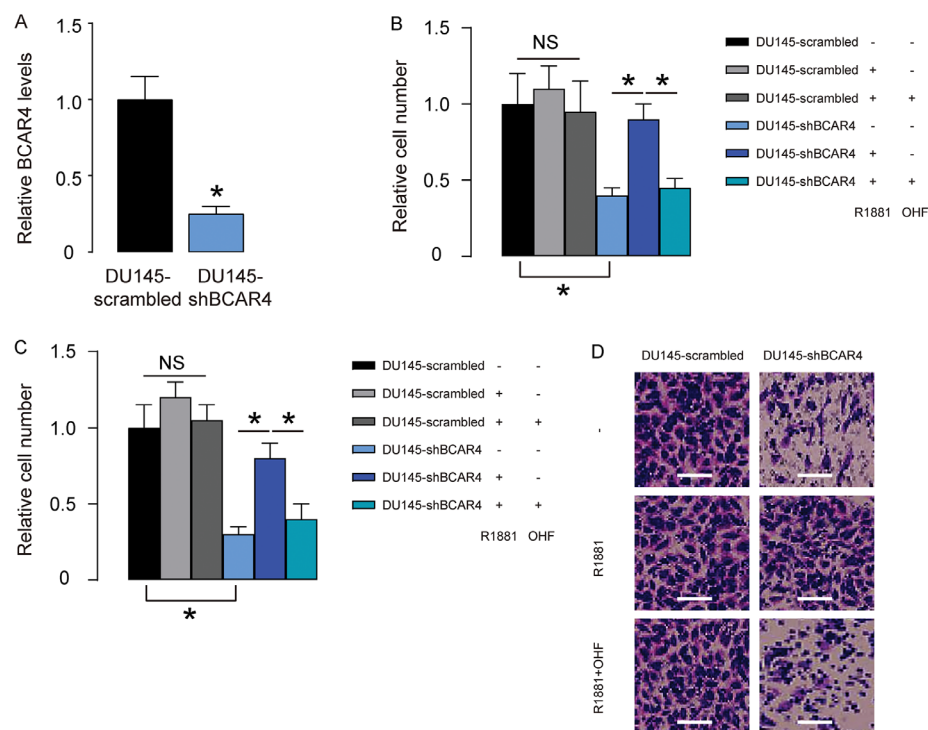 A
Relative BCAR4 levels
1.5
1.0
0.5
0
*
DU145-
scrambled
DU145-
shBCAR4
B
Relative cell number
1.5
1.0
0.5
0
NS
* *
*
DU145-scrambled - -
DU145-scrambled + -
DU145-scrambled + +
DU145-shBCAR4 - -
DU145-shBCAR4 + -
DU145-shBCAR4 + +
R1881 OHF
C
Relative cell number
1.5
1.0
0.5
0
NS
* *
*
DU145-scrambled - -
DU145-scrambled + -
DU145-scrambled + +
DU145-shBCAR4 - -
DU145-shBCAR4 + -
DU145-shBCAR4 + +
R1881 OHF
D
DU145-scrambled DU145-shBCAR4
-
R1881
R1881+OHF